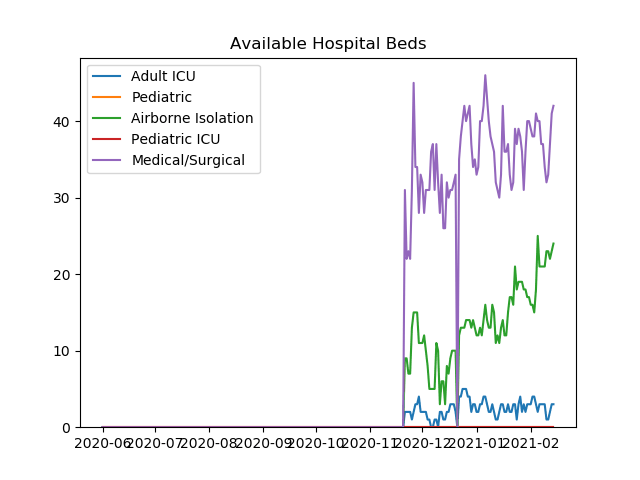 Available Hospital Beds
Adult ICU
Pediatric
Airborne Isolation
Pediatric ICU
Medical/Surgical
40
30
20
10
0
2020-06 2020-07 2020-08 2020-09 2020-10 2020-11 2020-12 2021-01 2021-02